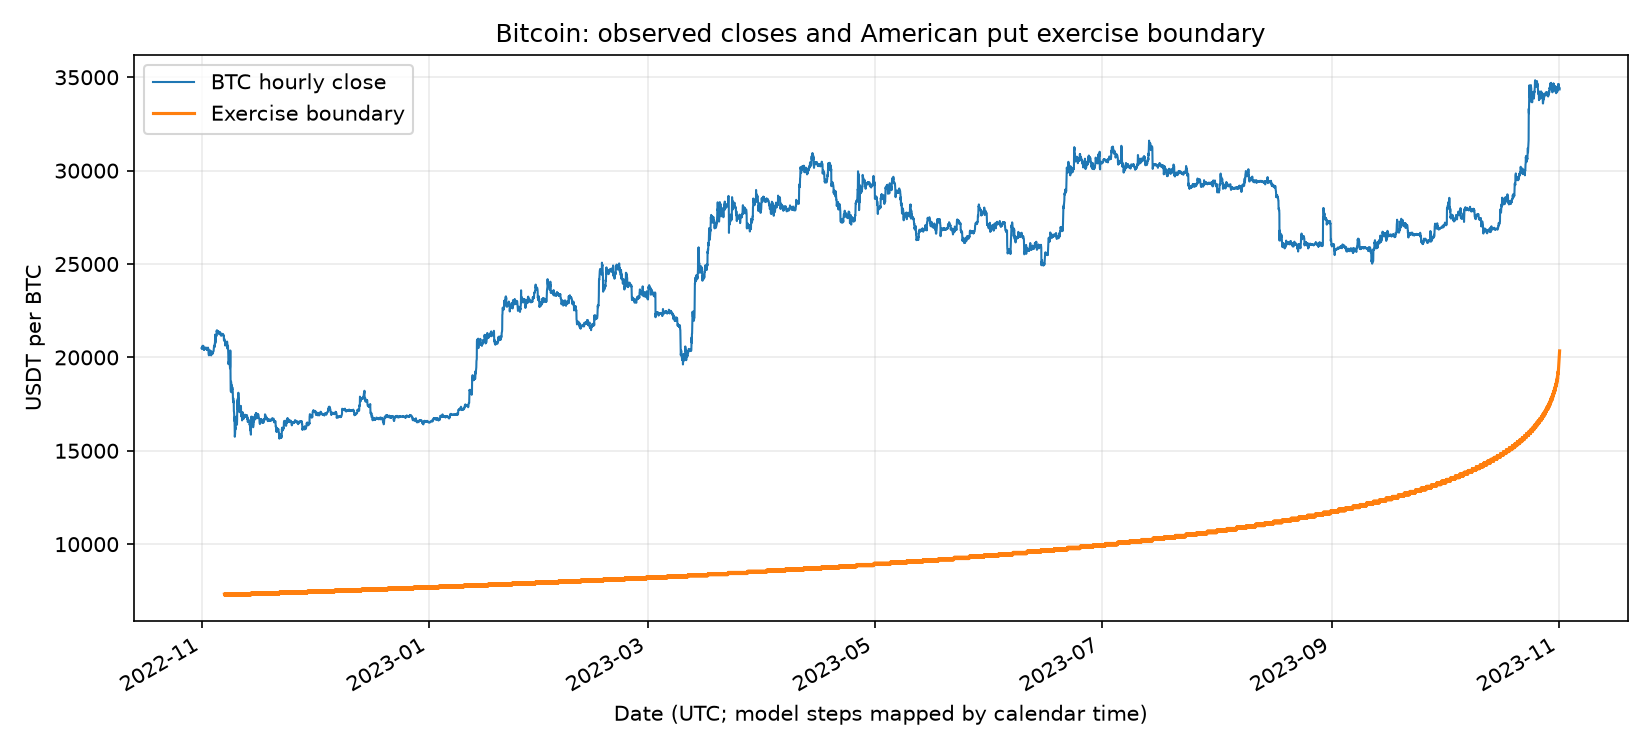 Bitcoin: observed closes and American put exercise boundary
BTC hourly close
Exercise boundary
USDT per BTC
35000
30000
25000
20000
15000
10000
2022-11
2023-01
2023-03
2023-05
2023-07
2023-09
2023-11
Date (UTC; model steps mapped by calendar time)